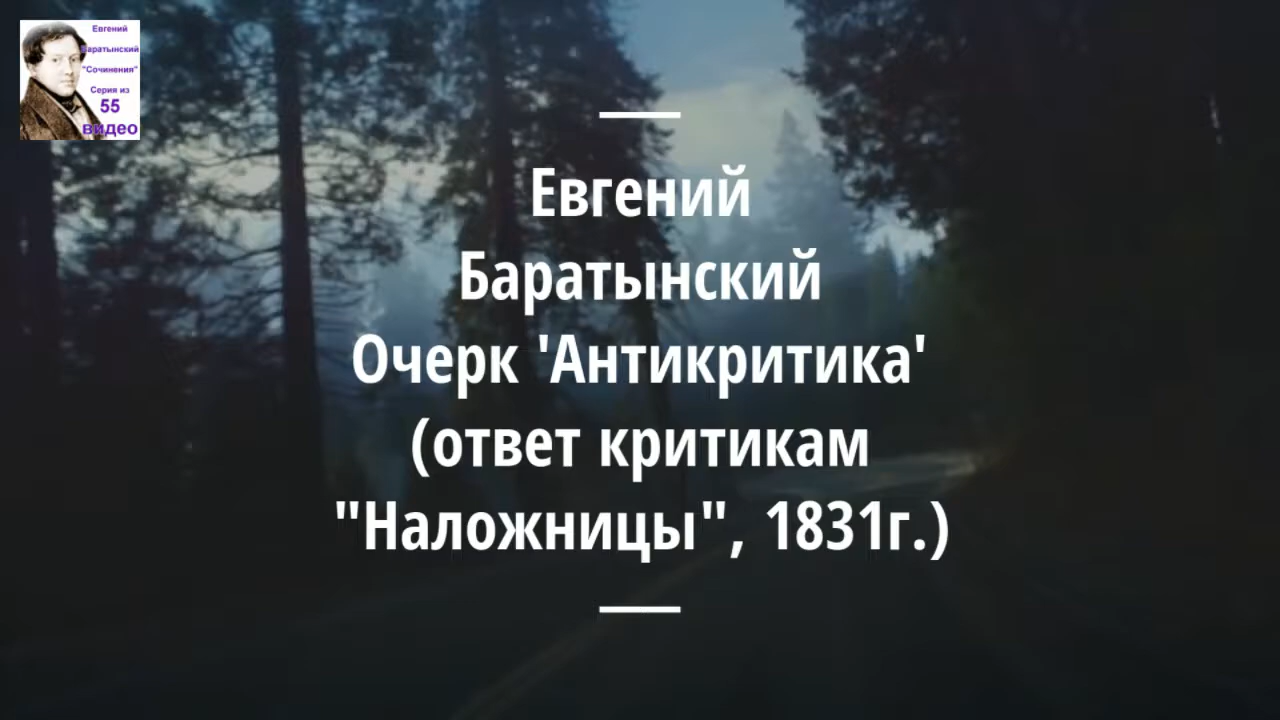 Евгений
Баратынский
"Сочинения"
Серия из
55
видео
Евгений
Баратынский
Очерк 'Антикритика'
(ответ критикам
"Наложницы", 1831г.)